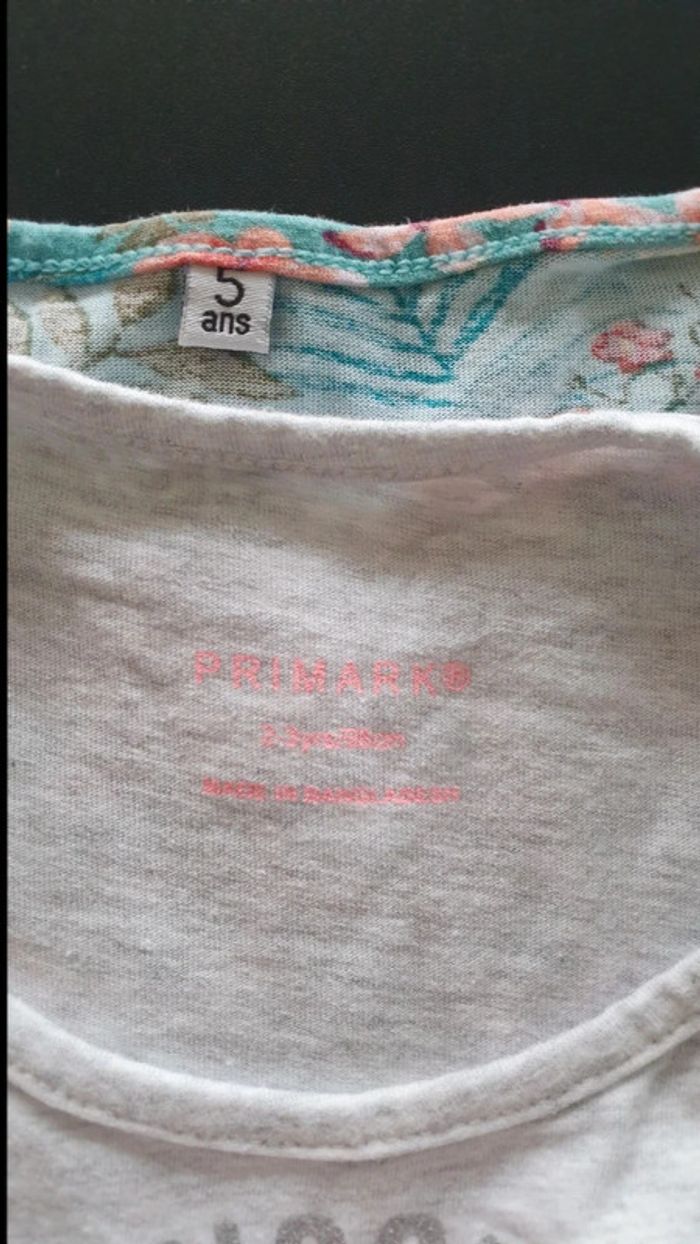 5
ans
PRIMARK®
2-3yrs/98cm
MADE IN BANGLADESH